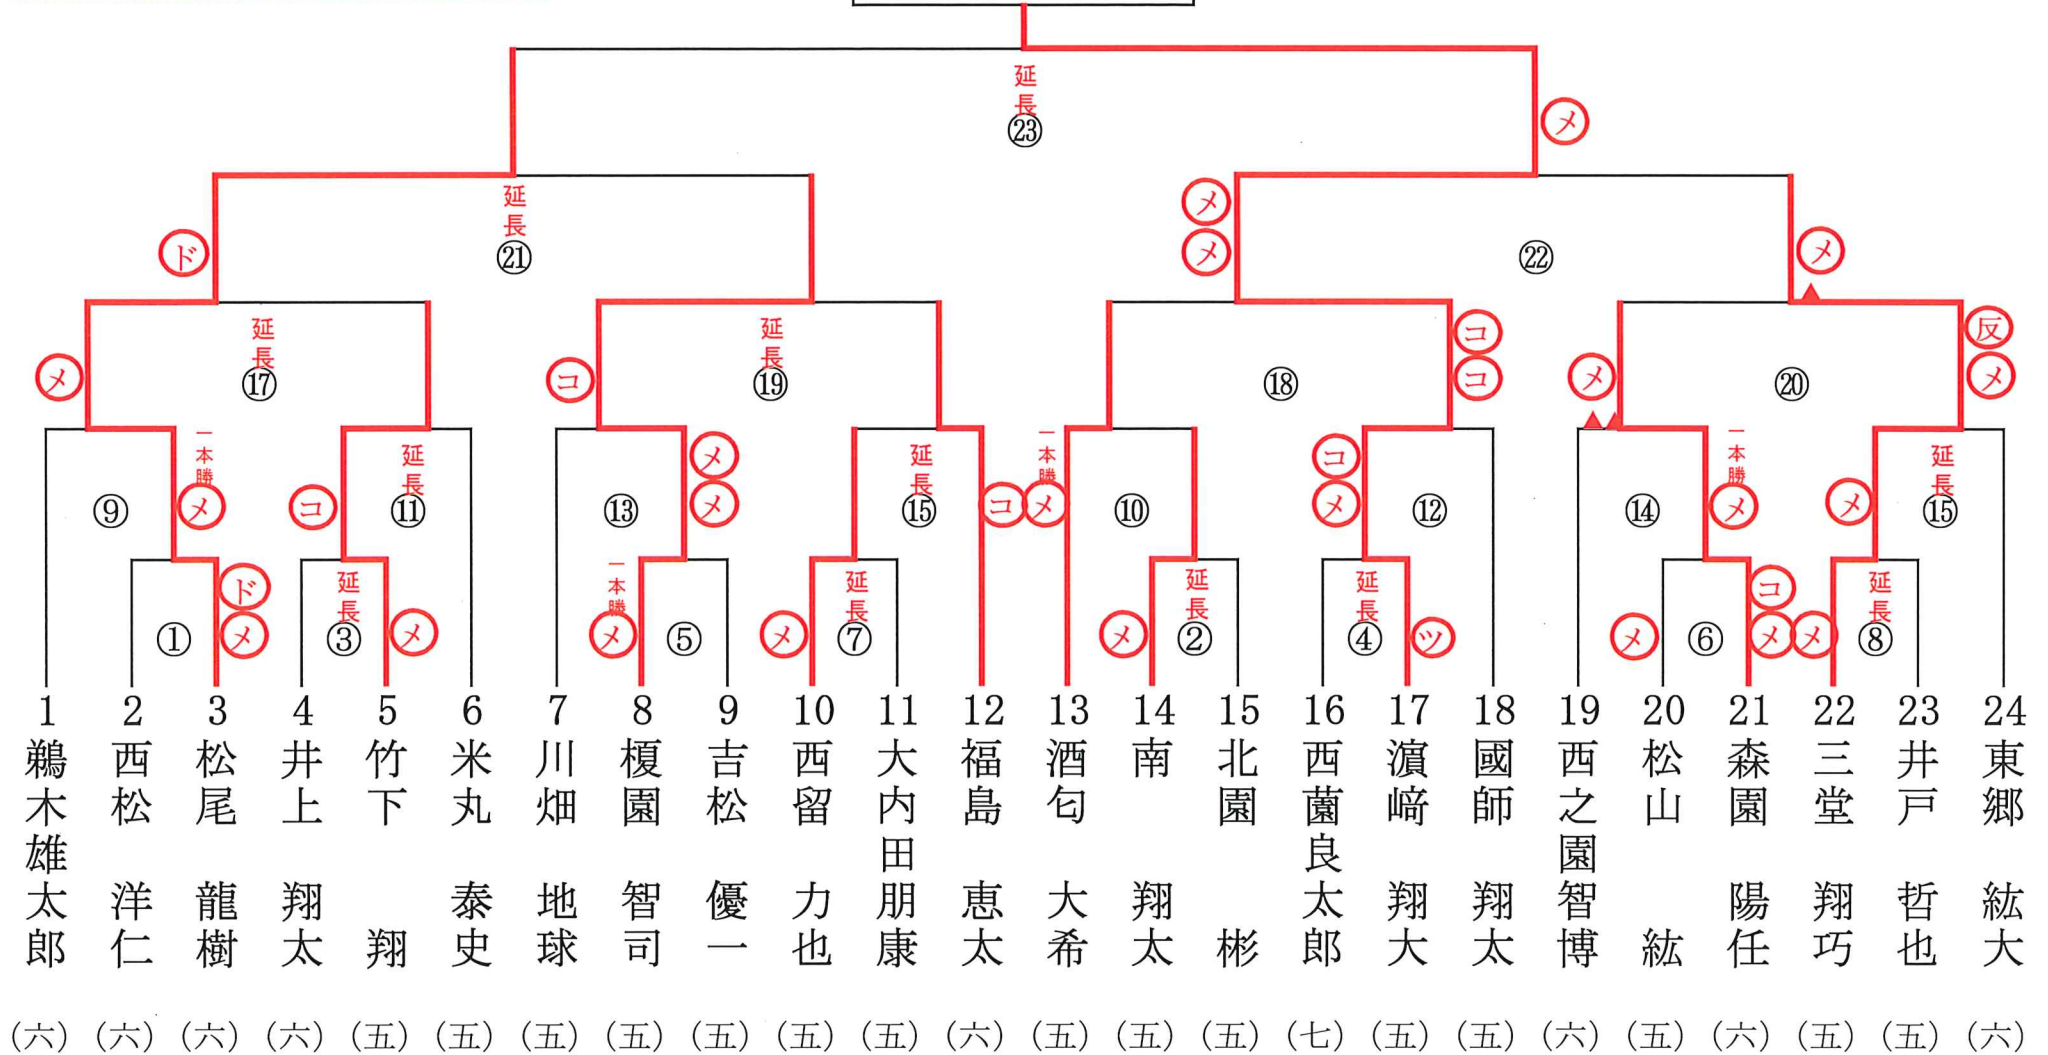 延長
㉓
メ
延長
㉑
ド
メ
メ
㉒
メ
延長
⑰
メ
延長
⑲
コ
⑱
コ
コ
⑳
メ
反
メ
⑨
一本勝
メ
延長
⑪
コ
⑬
メ
メ
延長
⑮
コ
一本勝
メ
⑩
コ
メ
⑫
⑭
一本勝
メ
メ
延長
⑮
①
ド
メ
延長
③
メ
一本勝
メ
⑤
メ
延長
⑦
メ
延長
②
延長
④
ツ
メ
⑥
コ
メ
メ
延長
⑧
1 2 3 4 5 6 7 8 9 10 11 12 13 14 15 16 17 18 19 20 21 22 23 24
鵜木雄太郎
西松 洋仁
松尾 龍樹
井上 翔太
竹下 翔
米丸 泰史
川畑 地球
榎園 智司
吉松 優一
西留 力也
大内田朋康
福島 恵太
酒匂 大希
南 翔太
北園 彬
西薗良太郎
濵﨑 翔大
國師 翔太
西之園智博
松山 紘
森園 陽任
三堂 翔巧
井戸 哲也
東郷 紘大
(六) (六) (六) (六) (五) (五) (五) (五) (五) (五) (五) (六) (五) (五) (五) (七) (五) (五) (六) (五) (六) (五) (五) (六)